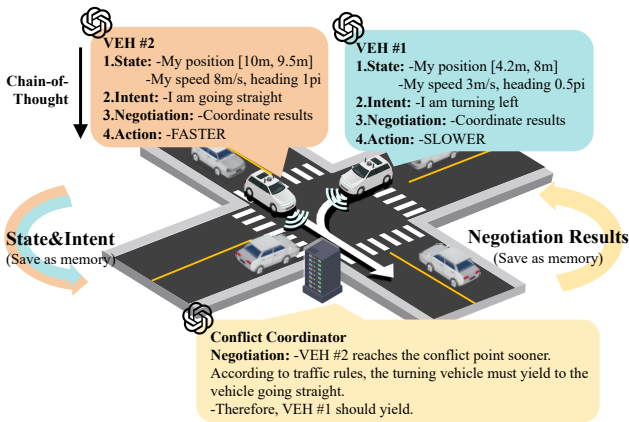 VEH #2
1.State: -My position [10m, 9.5m]
-My speed 8m/s, heading 1pi
2.Intent: -I am going straight
3.Negotiation: -Coordinate results
4.Action: -FASTER
VEH #1
1.State: -My position [4.2m, 8m]
-My speed 3m/s, heading 0.5pi
2.Intent: -I am turning left
3.Negotiation: -Coordinate results
4.Action: -SLOWER
Chain-of-
Thought
State&Intent
(Save as memory)
Negotiation Results
(Save as memory)
Conflict Coordinator
Negotiation: -VEH #2 reaches the conflict point sooner.
According to traffic rules, the turning vehicle must yield to the
vehicle going straight.
-Therefore, VEH #1 should yield.